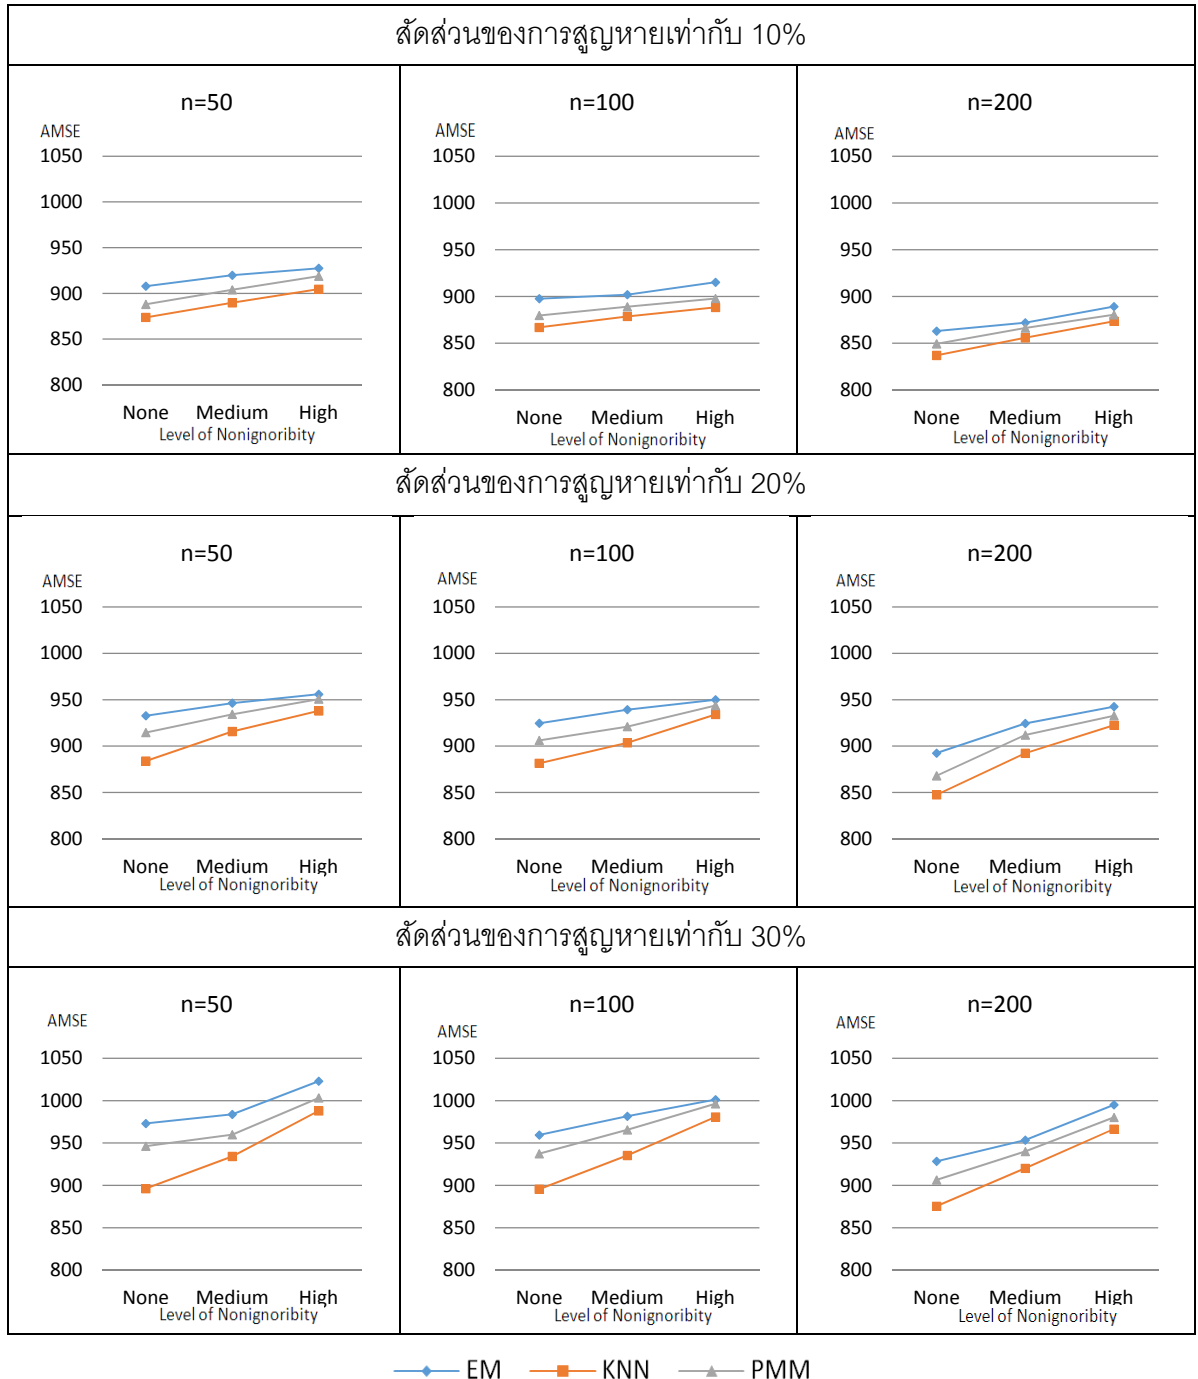 สัดส่วนของการสูญหายเท่ากับ 10%
n=50
AMSE
1050
1000
950
900
850
800
None Medium High
Level of Nonignoribity
n=100
AMSE
1050
1000
950
900
850
800
None Medium High
Level of Nonignoribity
n=200
AMSE
1050
1000
950
900
850
800
None Medium High
Level of Nonignoribity
สัดส่วนของการสูญหายเท่ากับ 20%
n=50
AMSE
1050
1000
950
900
850
800
None Medium High
Level of Nonignoribity
n=100
AMSE
1050
1000
950
900
850
800
None Medium High
Level of Nonignoribity
n=200
AMSE
1050
1000
950
900
850
800
None Medium High
Level of Nonignoribity
สัดส่วนของการสูญหายเท่ากับ 30%
n=50
AMSE
1050
1000
950
900
850
800
None Medium High
Level of Nonignoribity
n=100
AMSE
1050
1000
950
900
850
800
None Medium High
Level of Nonignoribity
n=200
AMSE
1050
1000
950
900
850
800
None Medium High
Level of Nonignoribity
EM KNN PMM